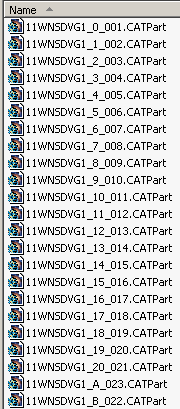 Name
11WNSDVG1_0_001.CATPart
11WNSDVG1_1_002.CATPart
11WNSDVG1_2_003.CATPart
11WNSDVG1_3_004.CATPart
11WNSDVG1_4_005.CATPart
11WNSDVG1_5_006.CATPart
11WNSDVG1_6_007.CATPart
11WNSDVG1_7_008.CATPart
11WNSDVG1_8_009.CATPart
11WNSDVG1_9_010.CATPart
11WNSDVG1_10_011.CATPart
11WNSDVG1_11_012.CATPart
11WNSDVG1_12_013.CATPart
11WNSDVG1_13_014.CATPart
11WNSDVG1_14_015.CATPart
11WNSDVG1_15_016.CATPart
11WNSDVG1_16_017.CATPart
11WNSDVG1_17_018.CATPart
11WNSDVG1_18_019.CATPart
11WNSDVG1_19_020.CATPart
11WNSDVG1_20_021.CATPart
11WNSDVG1_A_023.CATPart
11WNSDVG1_B_022.CATPart